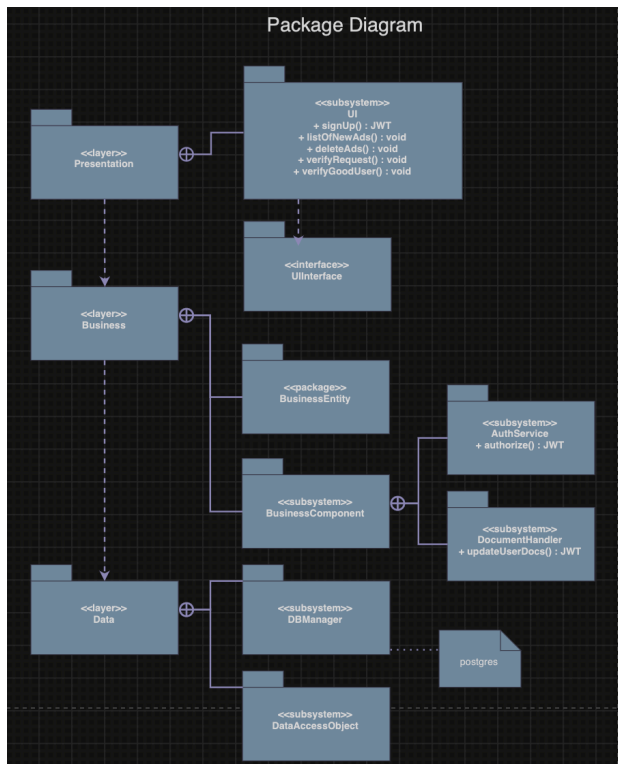 Package Diagram
<<subsystem>>
UI
+ signUp() : JWT
+ listOfNewAds() : void
+ deleteAds() : void
+ verifyRequest() : void
+ verifyGoodUser() : void
<<layer>>
Presentation
<<interface>>
UIInterface
<<layer>>
Business
<<package>>
BusinessEntity
<<subsystem>>
AuthService
+ authorize() : JWT
<<subsystem>>
BusinessComponent
<<subsystem>>
DocumentHandler
+ updateUserDocs() : JWT
<<layer>>
Data
<<subsystem>>
DBManager
postgres
<<subsystem>>
DataAccessObject